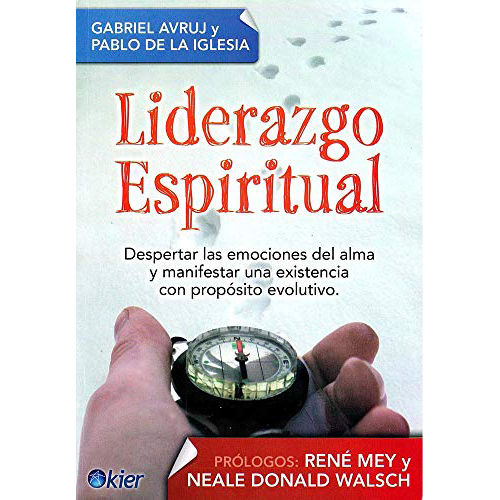 GABRIEL AVRUJ y
PABLO DE LA IGLESIA
Liderazgo
Espiritual
Despertar las emociones del alma
y manifestar una existencia
con propósito evolutivo.
PRÓLOGOS: RENÉ MEY y
NEALE DONALD WALSCH
kier